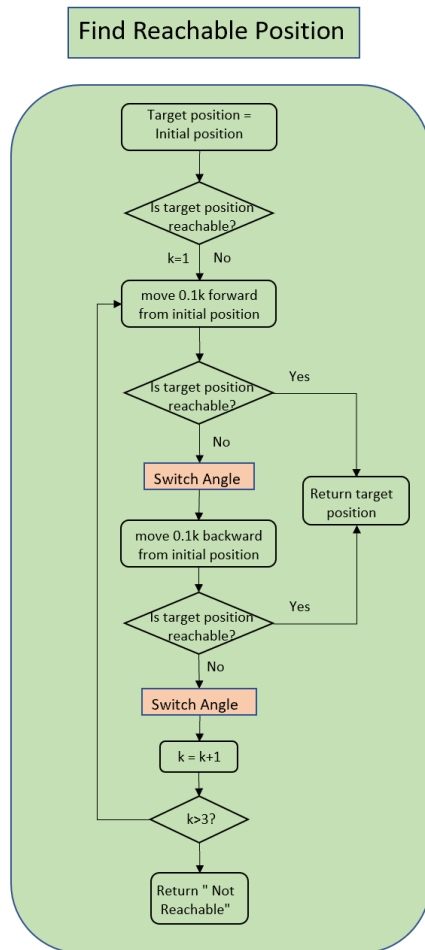 Find Reachable Position
Target position =
Initial position
Is target position
reachable?
k=1 No
move 0.1k forward
from initial position
Is target position
reachable?
Yes
No
Switch Angle
Return target
position
move 0.1k backward
from initial position
Is target position
reachable?
Yes
No
Switch Angle
k = k+1
k>3?
Return " Not
Reachable"